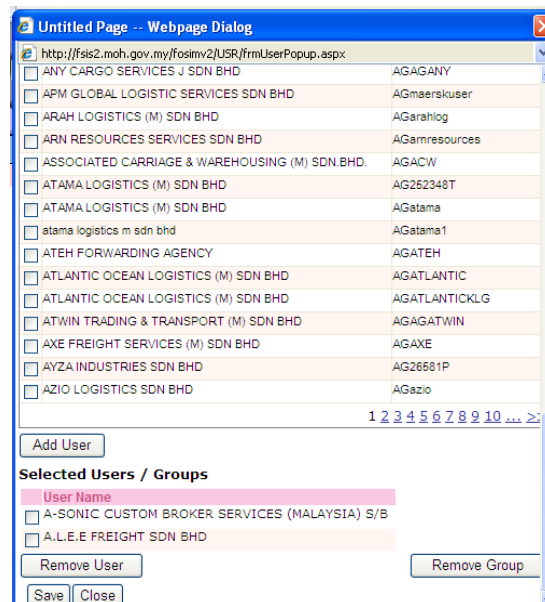 Untitled Page -- Webpage Dialog
http://fsis2.moh.gov.my/fosimv2/USR/frmUserPopup.aspx
ANY CARGO SERVICES J SDN BHD AGAGANY
APM GLOBAL LOGISTIC SERVICES SDN BHD AGmaerskuser
ARAH LOGISTICS (M) SDN BHD AGarahlog
ARN RESOURCES SERVICES SDN BHD AGarnresources
ASSOCIATED CARRIAGE & WAREHOUSING (M) SDN.BHD. AGACW
ATAMA LOGISTICS (M) SDN BHD AG252348T
ATAMA LOGISTICS (M) SDN BHD AGatama
atama logistics m sdn bhd AGatama1
ATEH FORWARDING AGENCY AGATEH
ATLANTIC OCEAN LOGISTICS (M) SDN BHD AGATLANTIC
ATLANTIC OCEAN LOGISTICS (M) SDN BHD AGATLANTICKLG
ATWIN TRADING & TRANSPORT (M) SDN BHD AGAGATWIN
AXE FREIGHT SERVICES (M) SDN BHD AGAXE
AYZA INDUSTRIES SDN BHD AG26581P
AZIO LOGISTICS SDN BHD AGazio
1 2 3 4 5 6 7 8 9 10 ... >>
Add User
Selected Users / Groups
User Name
A-SONIC CUSTOM BROKER SERVICES (MALAYSIA) S/B
A.L.E.E FREIGHT SDN BHD
Remove User Remove Group
Save Close